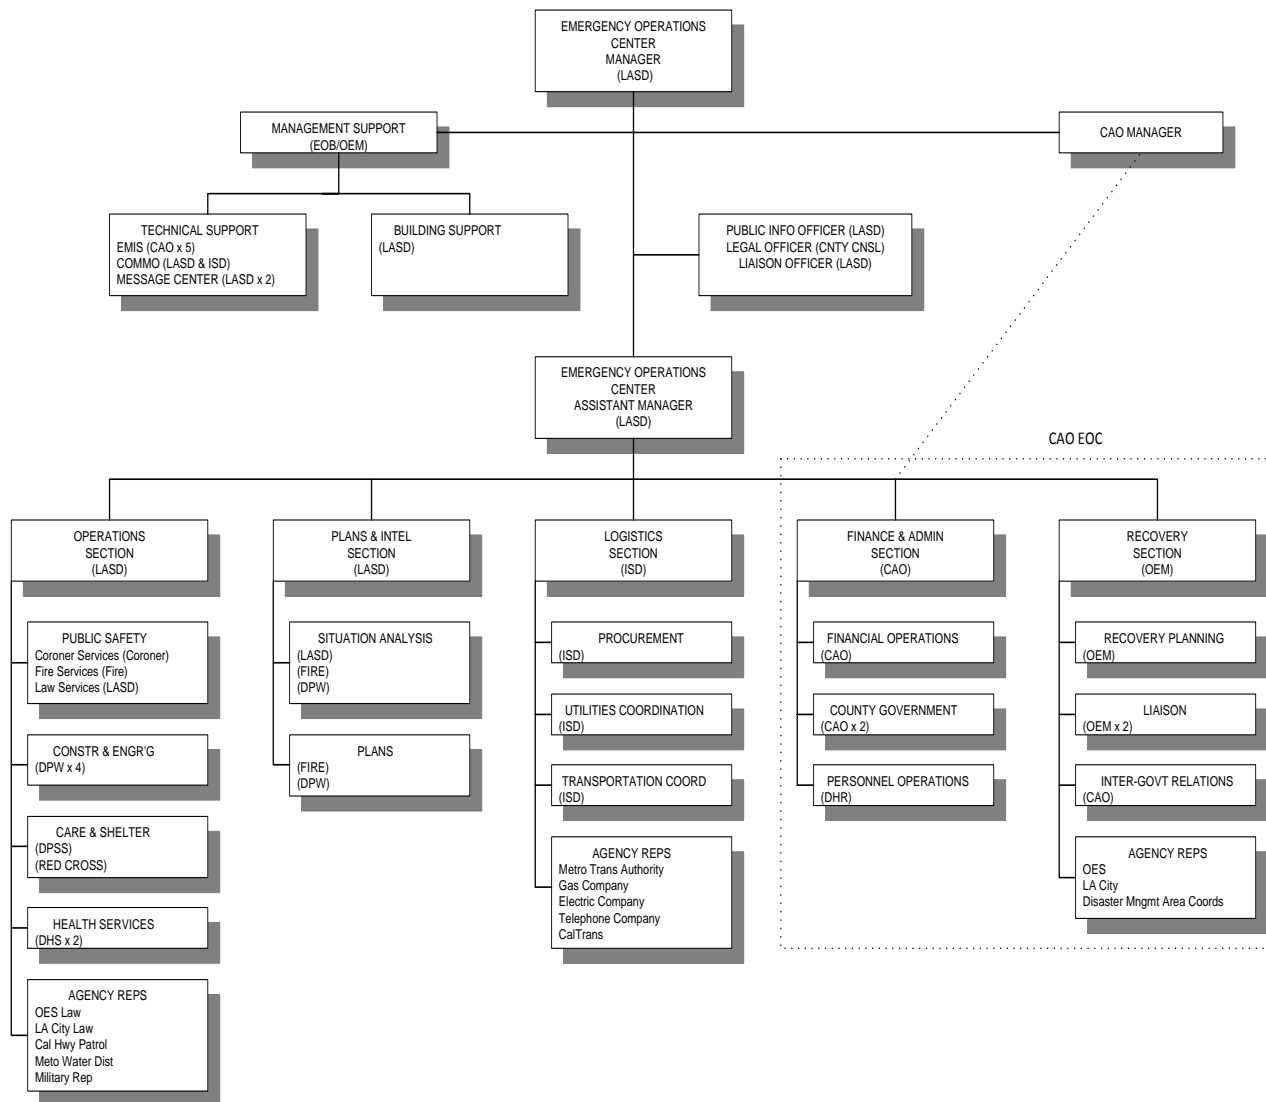 EMERGENCY OPERATIONS
CENTER
MANAGER
(LASD)
MANAGEMENT SUPPORT
(EOB/OEM)
CAO MANAGER
TECHNICAL SUPPORT
EMIS (CAO x 5)
COMMO (LASD & ISD)
MESSAGE CENTER (LASD x 2)
BUILDING SUPPORT
(LASD)
PUBLIC INFO OFFICER (LASD)
LEGAL OFFICER (CNTY CNSL)
LIAISON OFFICER (LASD)
EMERGENCY OPERATIONS
CENTER
ASSISTANT MANAGER
(LASD)
CAO EOC
OPERATIONS
SECTION
(LASD)
PLANS & INTEL
SECTION
(LASD)
LOGISTICS
SECTION
(ISD)
FINANCE & ADMIN
SECTION
(CAO)
RECOVERY
SECTION
(OEM)
PUBLIC SAFETY
Coroner Services (Coroner)
Fire Services (Fire)
Law Services (LASD)
CONSTR & ENGR'G
(DPW x 4)
CARE & SHELTER
(DPSS)
(RED CROSS)
HEALTH SERVICES
(DHS x 2)
AGENCY REPS
OES Law
LA City Law
Cal Hwy Patrol
Meto Water Dist
Military Rep
SITUATION ANALYSIS
(LASD)
(FIRE)
(DPW)
PLANS
(FIRE)
(DPW)
PROCUREMENT
(ISD)
UTILITIES COORDINATION
(ISD)
TRANSPORTATION COORD
(ISD)
AGENCY REPS
Metro Trans Authority
Gas Company
Electric Company
Telephone Company
CalTrans
FINANCIAL OPERATIONS
(CAO)
COUNTY GOVERNMENT
(CAO x 2)
PERSONNEL OPERATIONS
(DHR)
RECOVERY PLANNING
(OEM)
LIAISON
(OEM x 2)
INTER-GOVT RELATIONS
(CAO)
AGENCY REPS
OES
LA City
Disaster Mngmt Area Coords